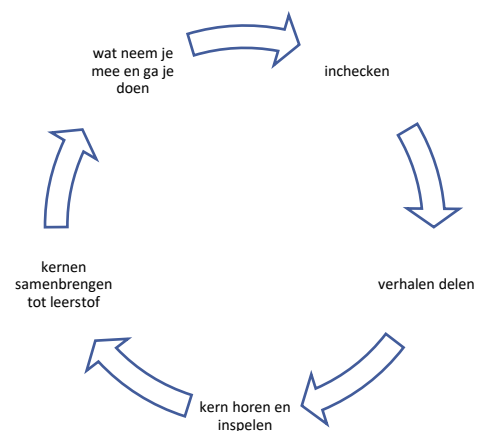 wat neem je
mee en ga je
doen
inchecken
verhalen delen
kern horen en
inspelen
kernen
samenbrengen
tot leerstof